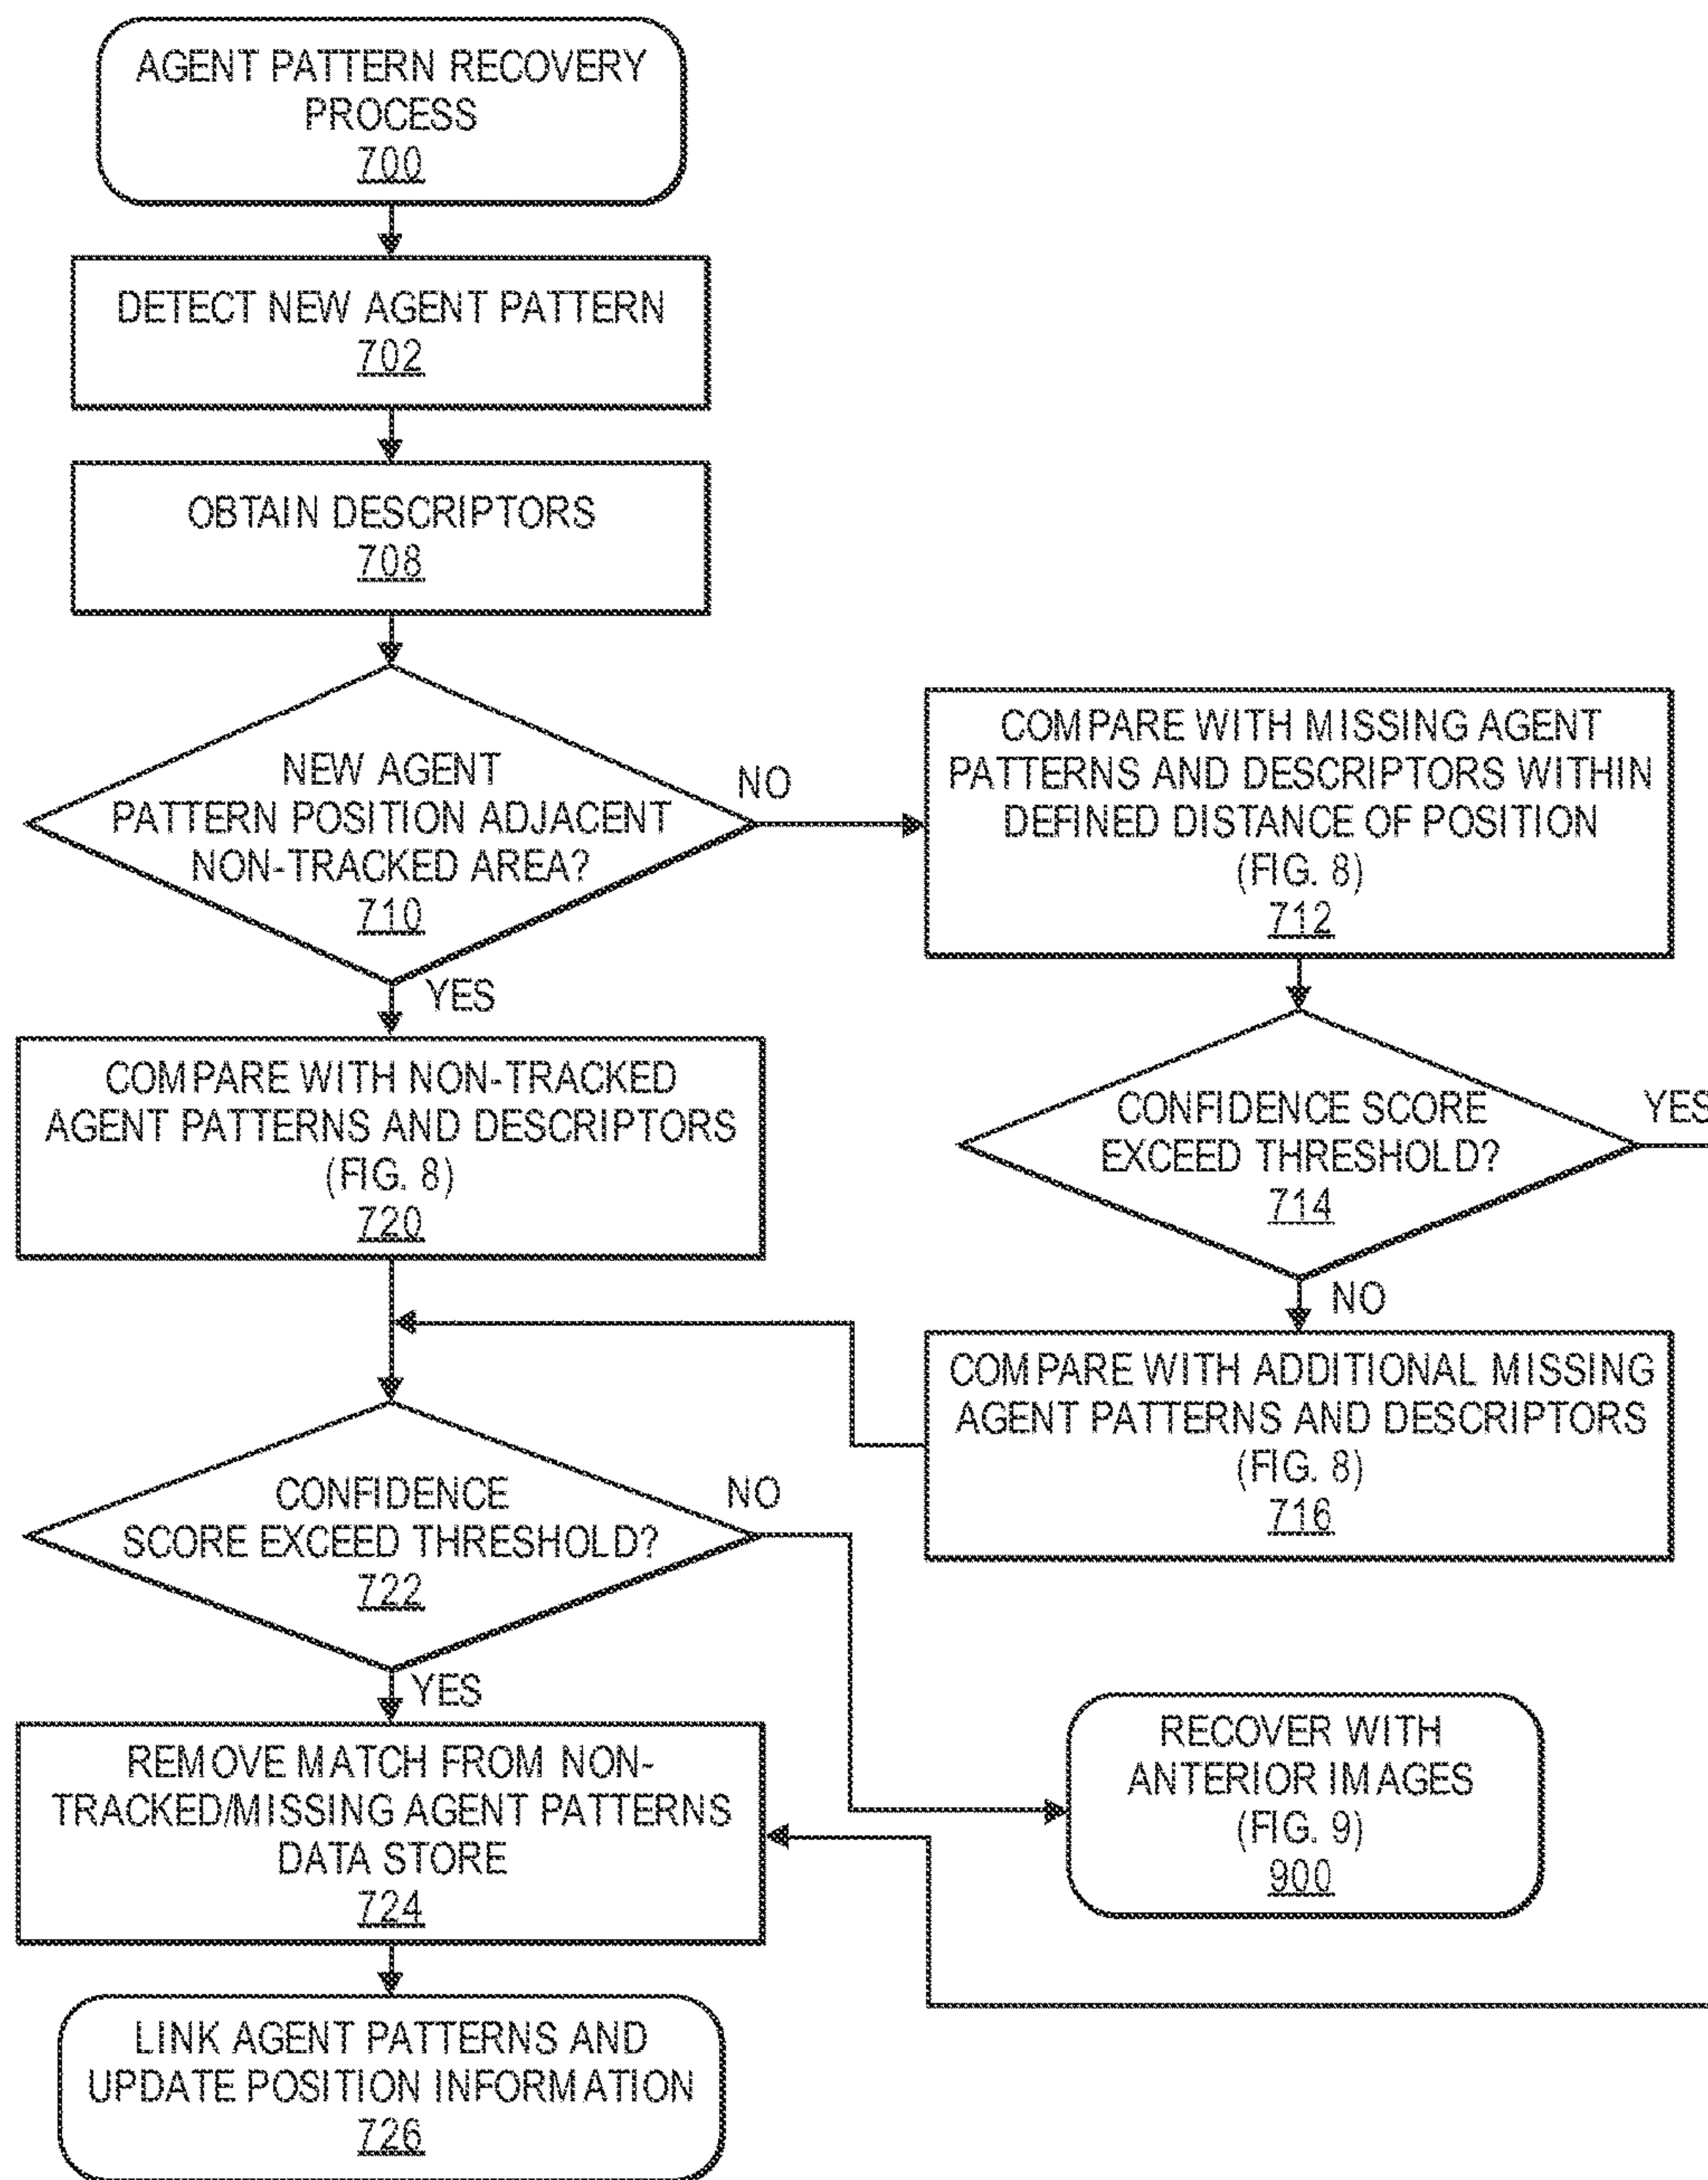 AGENT PATTERN RECOVERY
PROCESS
700
DETECT NEW AGENT PATTERN
702
OBTAIN DESCRIPTORS
708
NEW AGENT
PATTERN POSITION ADJACENT
NON-TRACKED AREA?
710
NO
YES
COMPARE WITH MISSING AGENT
PATTERNS AND DESCRIPTORS WITHIN
DEFINED DISTANCE OF POSITION
(FIG. 8)
712
COMPARE WITH NON-TRACKED
AGENT PATTERNS AND DESCRIPTORS
(FIG. 8)
720
CONFIDENCE SCORE
EXCEED THRESHOLD?
714
YES
NO
COMPARE WITH ADDITIONAL MISSING
AGENT PATTERNS AND DESCRIPTORS
(FIG. 8)
716
CONFIDENCE
SCORE EXCEED THRESHOLD?
722
NO
YES
REMOVE MATCH FROM NON-
TRACKED/MISSING AGENT PATTERNS
DATA STORE
724
RECOVER WITH
ANTERIOR IMAGES
(FIG. 9)
900
LINK AGENT PATTERNS AND
UPDATE POSITION INFORMATION
726